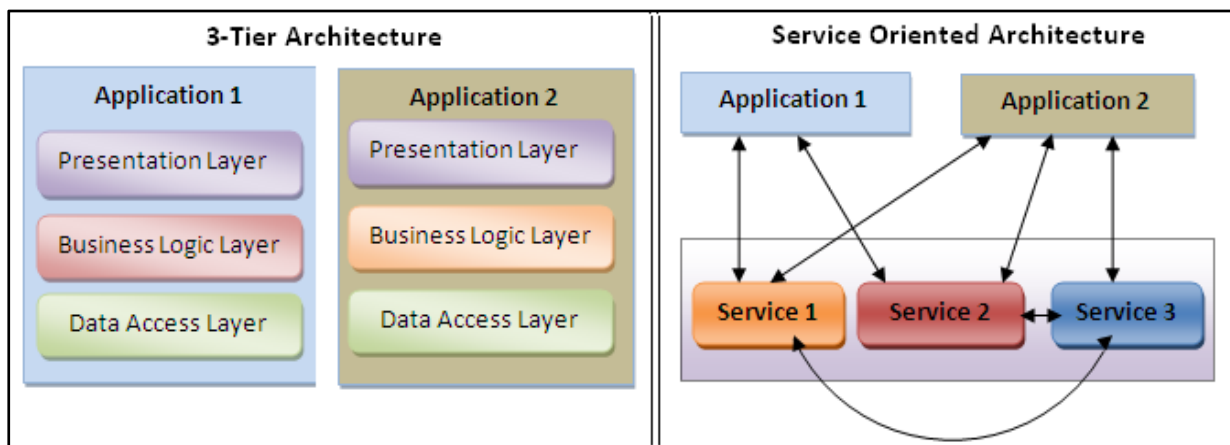 3-Tier Architecture
Application 1
Presentation Layer
Business Logic Layer
Data Access Layer
Application 2
Presentation Layer
Business Logic Layer
Data Access Layer
Service Oriented Architecture
Application 1
Application 2
Service 1
Service 2
Service 3